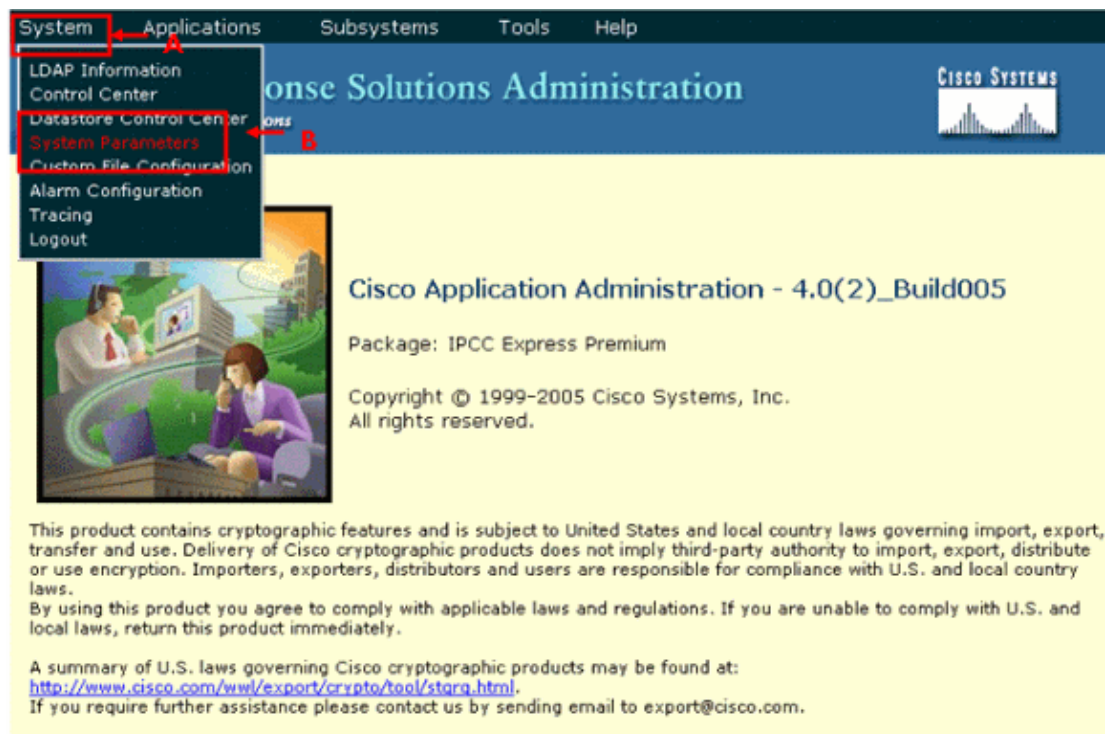 System Applications Subsystems Tools Help
A
LDAP Information
Control Center
Datastore Control Center
System Parameters
Custom File Configuration
Alarm Configuration
Tracing
Logout
B
onse Solutions Administration
ons
CISCO SYSTEMS
Cisco Application Administration - 4.0(2)_Build005
Package: IPCC Express Premium
Copyright © 1999-2005 Cisco Systems, Inc.
All rights reserved.
This product contains cryptographic features and is subject to United States and local country laws governing import, export,
transfer and use. Delivery of Cisco cryptographic products does not imply third-party authority to import, export, distribute
or use encryption. Importers, exporters, distributors and users are responsible for compliance with U.S. and local country
laws.
By using this product you agree to comply with applicable laws and regulations. If you are unable to comply with U.S. and
local laws, return this product immediately.
A summary of U.S. laws governing Cisco cryptographic products may be found at:
http://www.cisco.com/wwl/export/crypto/tool/stqrg.html.
If you require further assistance please contact us by sending email to export@cisco.com.